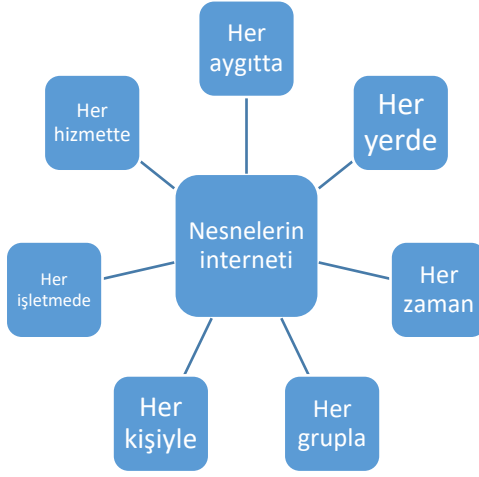 Her
aygıtta
Her
yerde
Her
zaman
Her
grupla
Her
kişiyle
Her
işletmede
Her
hizmette
Nesnelerin
interneti